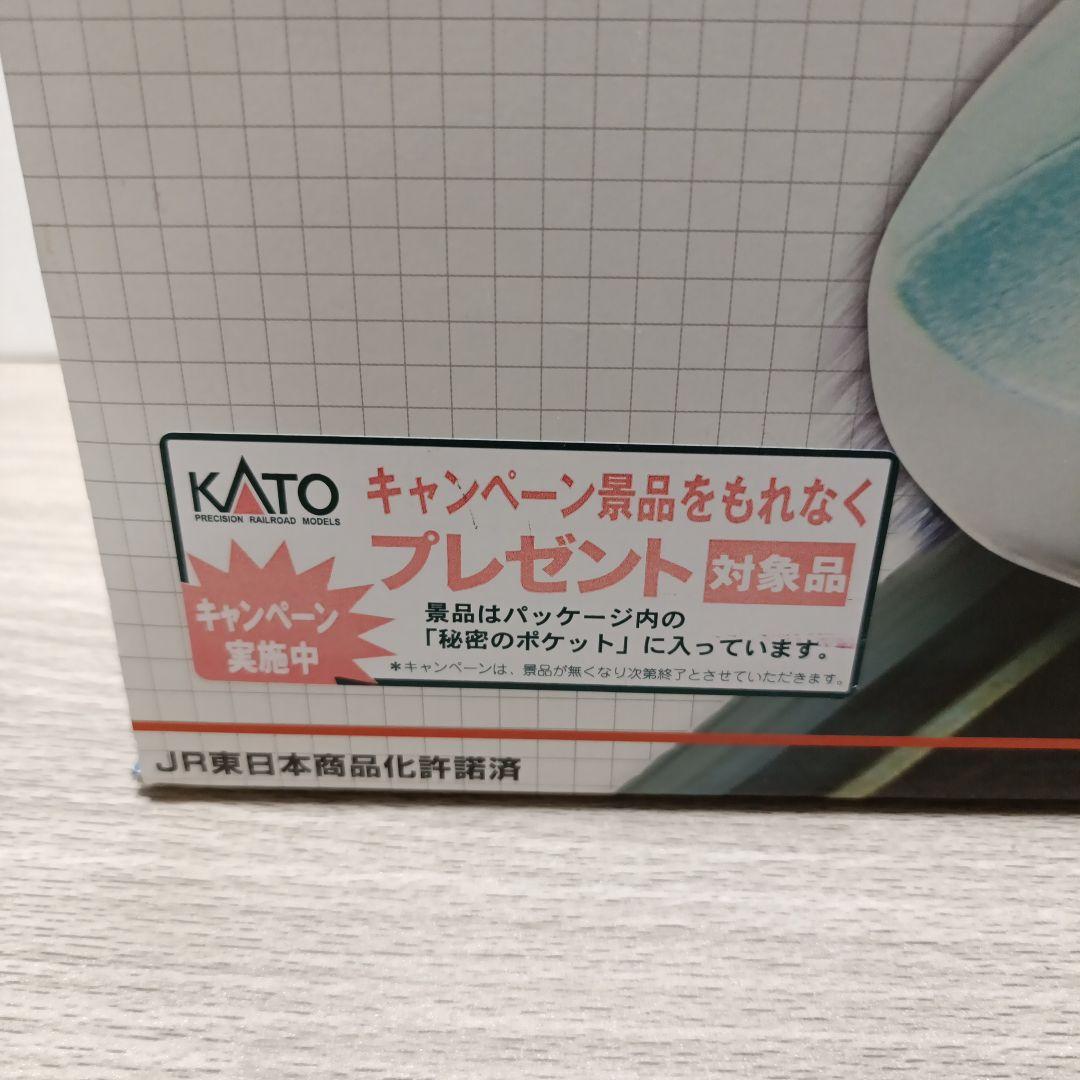 KATO
PRECISION RAILROAD MODELS
キャンペーン景品をもれなく
プレゼント 対象品
キャンペーン
実施中
景品はパッケージ内の
「秘密のポケット」に入っています。
＊キャンペーンは、景品が無くなり次第終了とさせていただきます。
JR東日本商品化許諾済